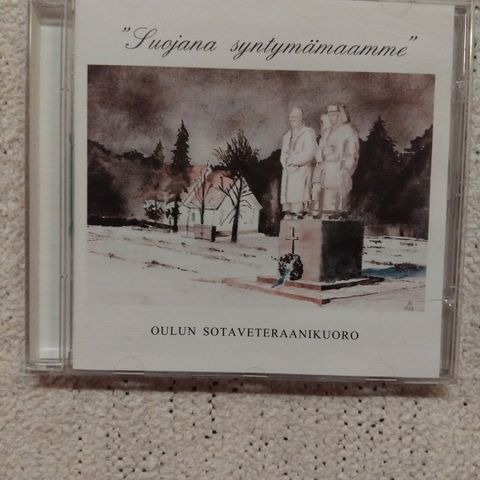 "Suojana syntymämaamme"
OULUN SOTAVETERAANIKUORO